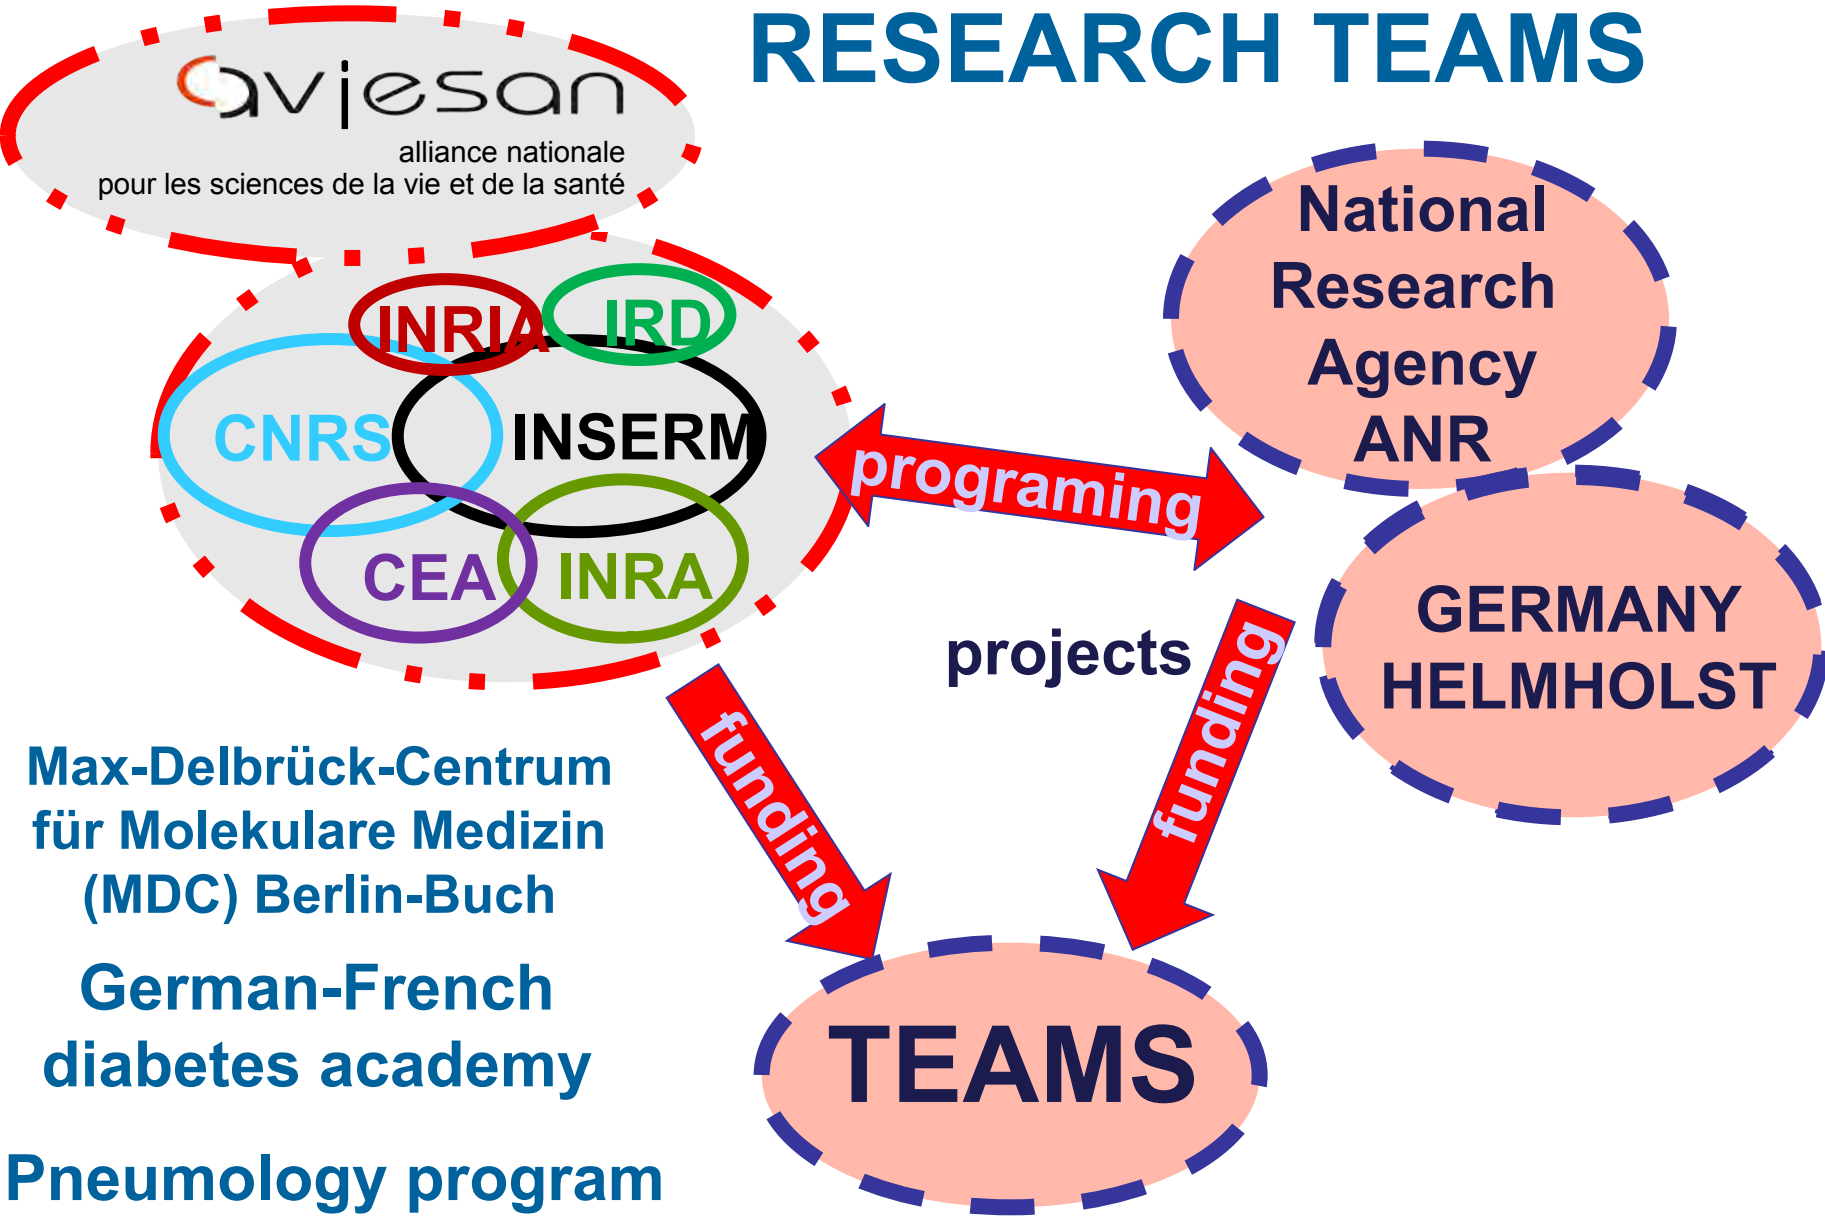 RESEARCH TEAMS
aviesan
alliance nationale
pour les sciences de la vie et de la santé
INRIA
IRD
CNRS
INSERM
CEA
INRA
National
Research
Agency
ANR
programing
GERMANY
HELMHOLST
projects
funding
funding
TEAMS
Max-Delbrück-Centrum
für Molekulare Medizin
(MDC) Berlin-Buch
German-French
diabetes academy
Pneumology program